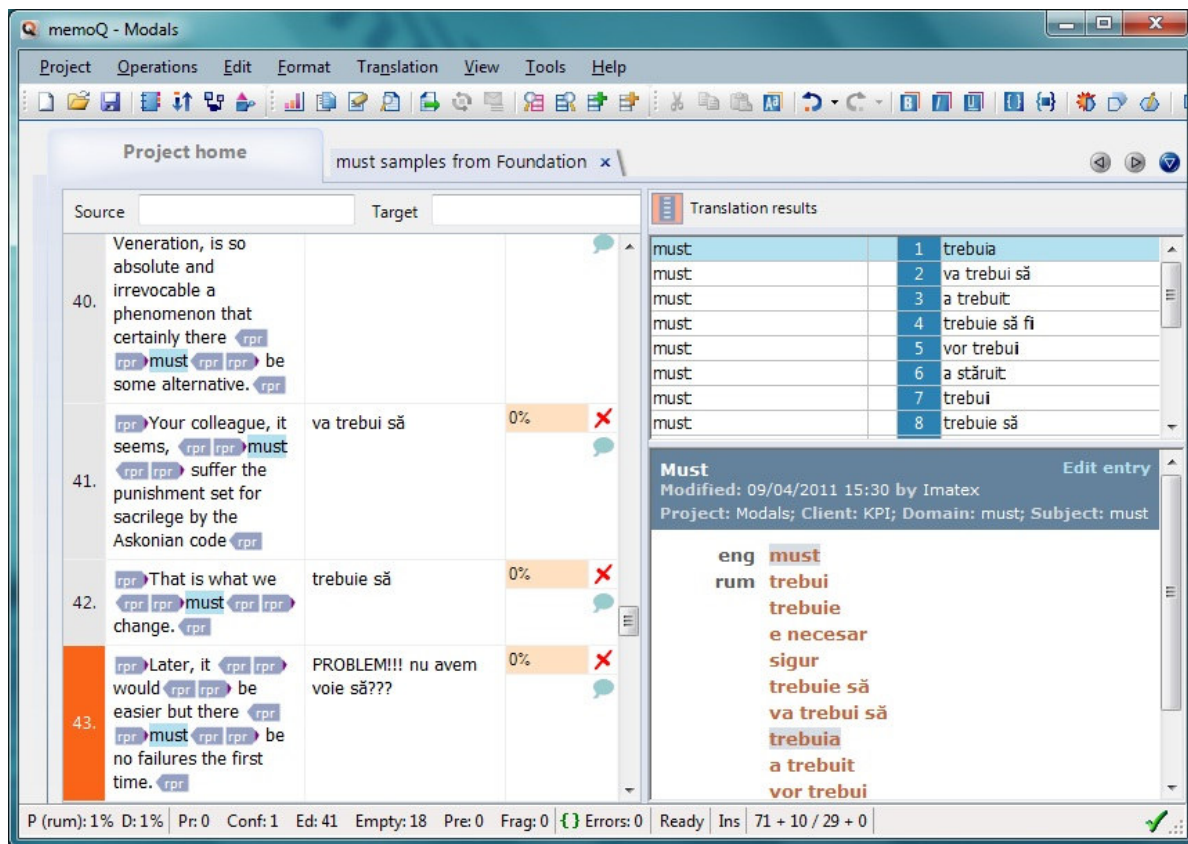 memoQ - Modals
Project Operations Edit Format Translation View Tools Help
Project home
must samples from Foundation ×
Source
Target
Translation results
40.
Veneration, is so
absolute and
irrevocable a
phenomenon that
certainly there rpr
rpr must rpr rpr be
some alternative. rpr
41.
rpr Your colleague, it
seems, rpr rpr must
rpr rpr suffer the
punishment set for
sacrilege by the
Askonian code rpr
va trebui să
0%
42.
rpr That is what we
rpr rpr must rpr rpr
change. rpr
trebuie să
0%
43.
rpr Later, it rpr rpr
would rpr rpr be
easier but there rpr
rpr must rpr rpr be
no failures the first
time. rpr
PROBLEM!!! nu avem
voie să???
0%
must 1 trebuia
must 2 va trebui să
must 3 a trebuit
must 4 trebuie să fi
must 5 vor trebui
must 6 a stăruit
must 7 trebui
must 8 trebuie să
Must Edit entry
Modified: 09/04/2011 15:30 by Imatex
Project: Modals; Client: KPI; Domain: must; Subject: must
eng must
rum trebui
trebuie
e necesar
sigur
trebuie să
va trebui să
trebuia
a trebuit
vor trebui
P (rum): 1% D: 1% Pr: 0 Conf: 1 Ed: 41 Empty: 18 Pre: 0 Frag: 0 {} Errors: 0 Ready Ins 71 + 10 / 29 + 0